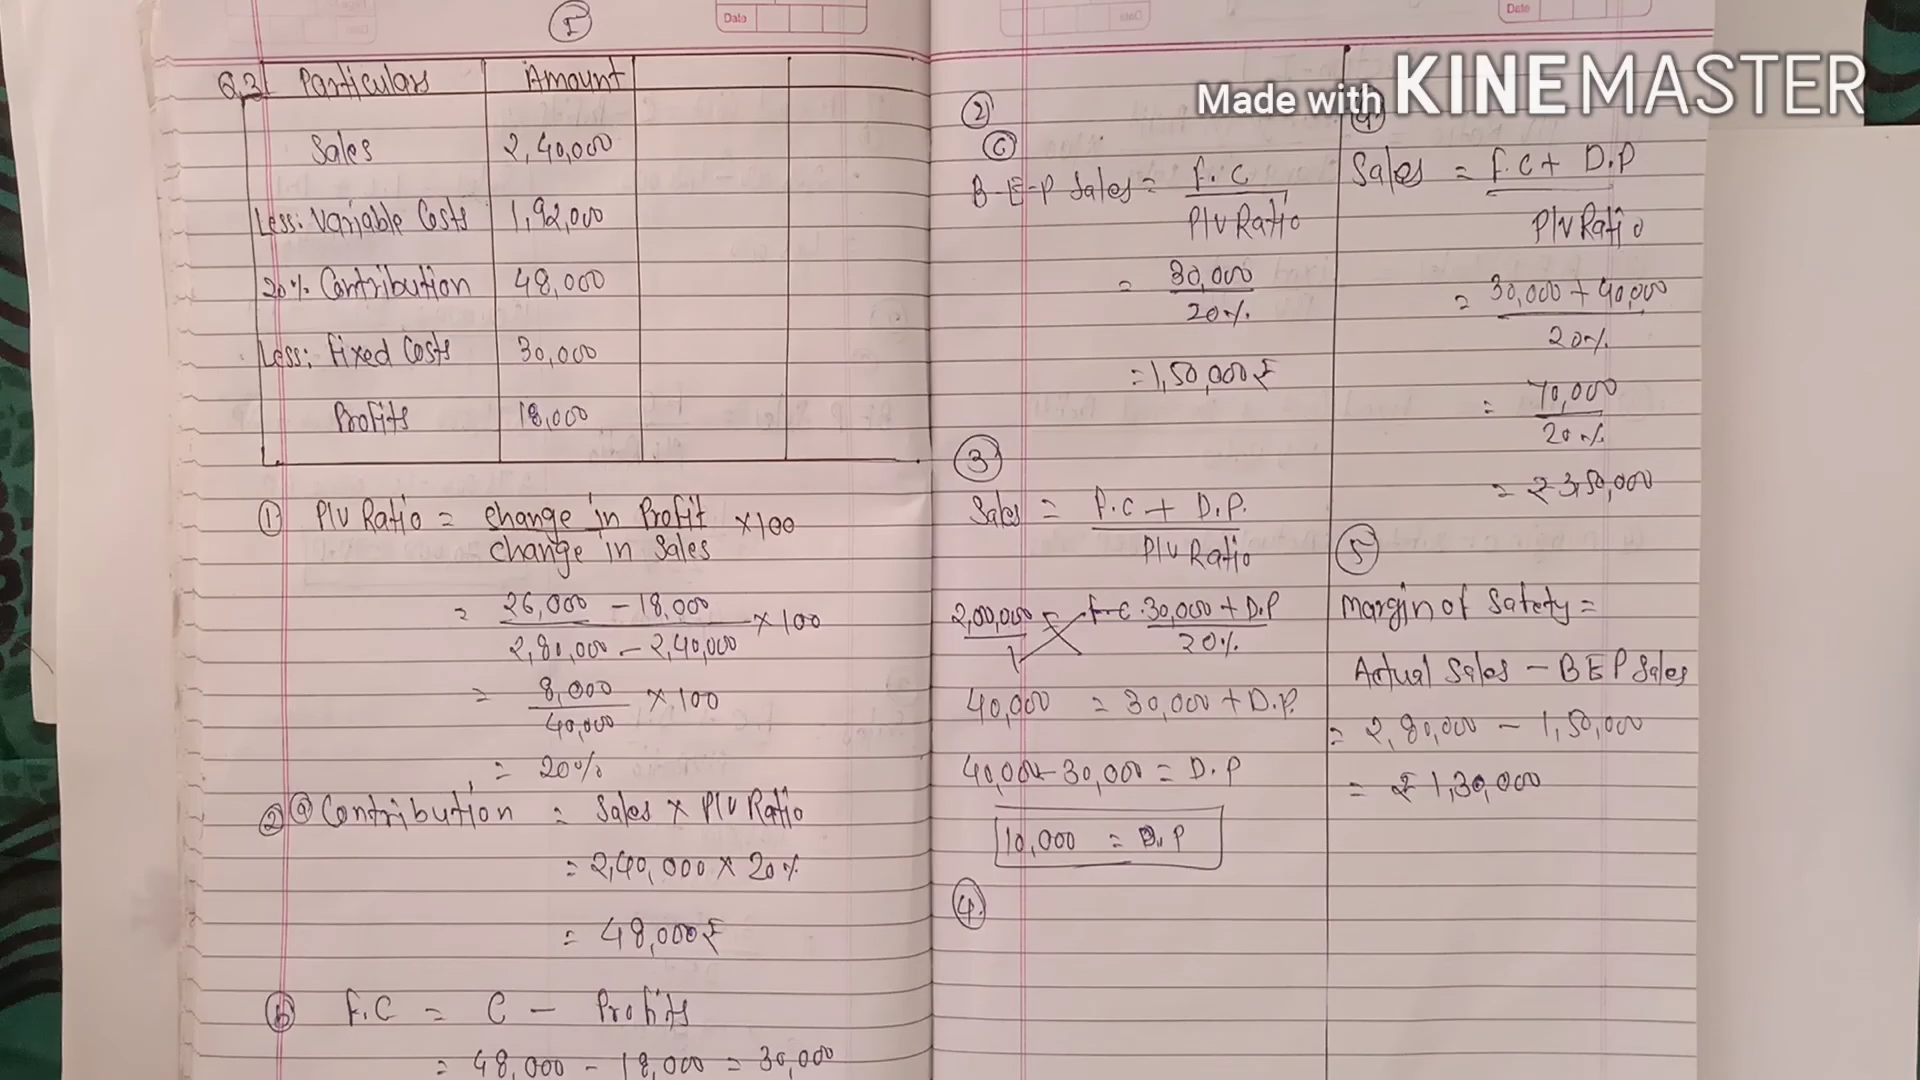 I
Date
Date
Made with KINEMASTER
Q.3 Particulars Amount
Sales 2,40,000
Less: Variable Costs 1,92,000
20% Contribution 48,000
Less: Fixed Costs 30,000
Profits 18,000
① P/V Ratio = change in Profit ×100
change in Sales
= 26,000 - 18,000 ×100
2,80,000 - 2,40,000
= 8,000 ×100
40,000
= 20%
② ⓐ Contribution = Sales × P/V Ratio
= 2,40,000 × 20%
= 48,000₹
ⓑ F.C = C - Profits
= 48,000 - 18,000 = 30,000
②
ⓒ
B-E-P Sales = F.C
P/V Ratio
= 30,000
20%
= 1,50,000₹
③
Sales = F.C + D.P.
P/V Ratio
2,00,000 = F.C 30,000 + D.P
1 20%
40,000 = 30,000 + D.P.
40,000 - 30,000 = D.P
10,000 = D.P
④.
④.
Sales = F.C + D.P
P/V Ratio
= 30,000 + 40,000
20%
= 70,000
20%
= ₹ 3,50,000
⑤
Margin of Safety =
Actual Sales - BEP Sales
= 2,80,000 - 1,50,000
= ₹ 1,30,000